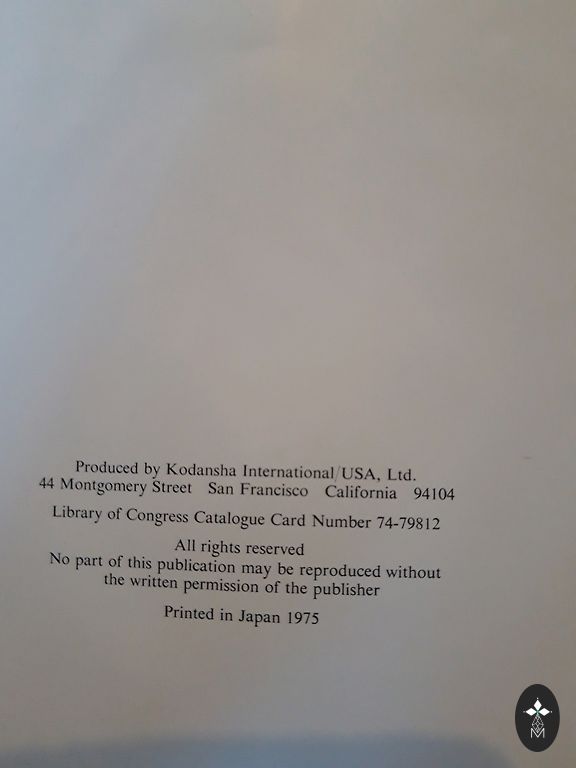 Produced by Kodansha International/USA, Ltd.
44 Montgomery Street San Francisco California 94104
Library of Congress Catalogue Card Number 74-79812
All rights reserved
No part of this publication may be reproduced without
the written permission of the publisher
Printed in Japan 1975
M